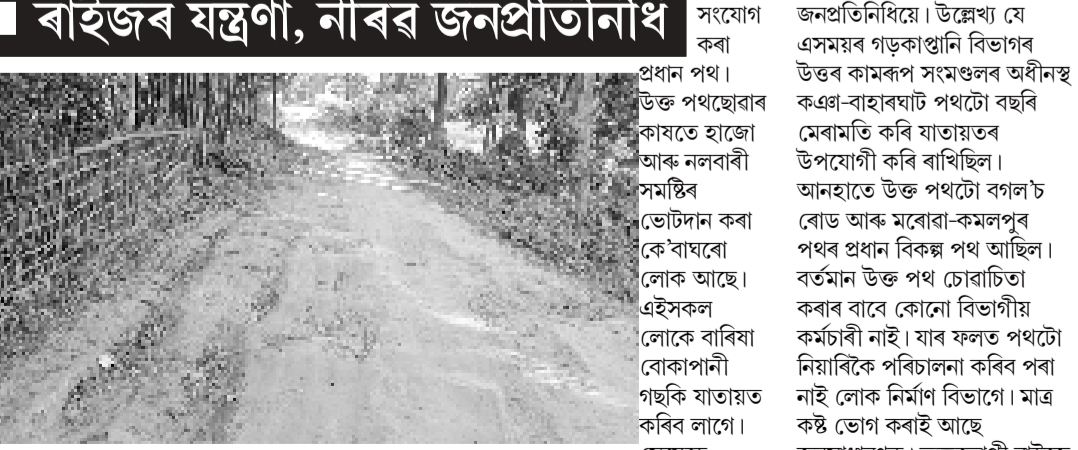 ৰাইজৰ যন্ত্ৰণা, নীৰৱ জনপ্ৰতিনিধি
সংযোগ
কৰা
প্ৰধান পথ।
উক্ত পথছোৱাৰ
কাষতে হাজো
আৰু নলবাৰী
সমষ্টিৰ
ভোটদান কৰা
কে'বাঘৰো
লোক আছে।
এইসকল
লোকে বাৰিষা
বোকাপানী
গছকি যাতায়ত
কৰিব লাগে।
জনপ্ৰতিনিধিয়ে। উল্লেখ্য যে
এসময়ৰ গড়কাপ্তানি বিভাগৰ
উত্তৰ কামৰূপ সংমণ্ডলৰ অধীনস্থ
কঞা-বাহাৰঘাট পথটো বছৰি
মেৰামতি কৰি যাতায়তৰ
উপযোগী কৰি ৰাখিছিল।
আনহাতে উক্ত পথটো বগল'চ
ৰোড আৰু মৰোৱা-কমলপুৰ
পথৰ প্ৰধান বিকল্প পথ আছিল।
বৰ্তমান উক্ত পথ চোৱাচিতা
কৰাৰ বাবে কোনো বিভাগীয়
কৰ্মচাৰী নাই। যাৰ ফলত পথটো
নিয়াৰিকৈ পৰিচালনা কৰিব পৰা
নাই লোক নিৰ্মাণ বিভাগে। মাত্ৰ
কষ্ট ভোগ কৰাই আছে